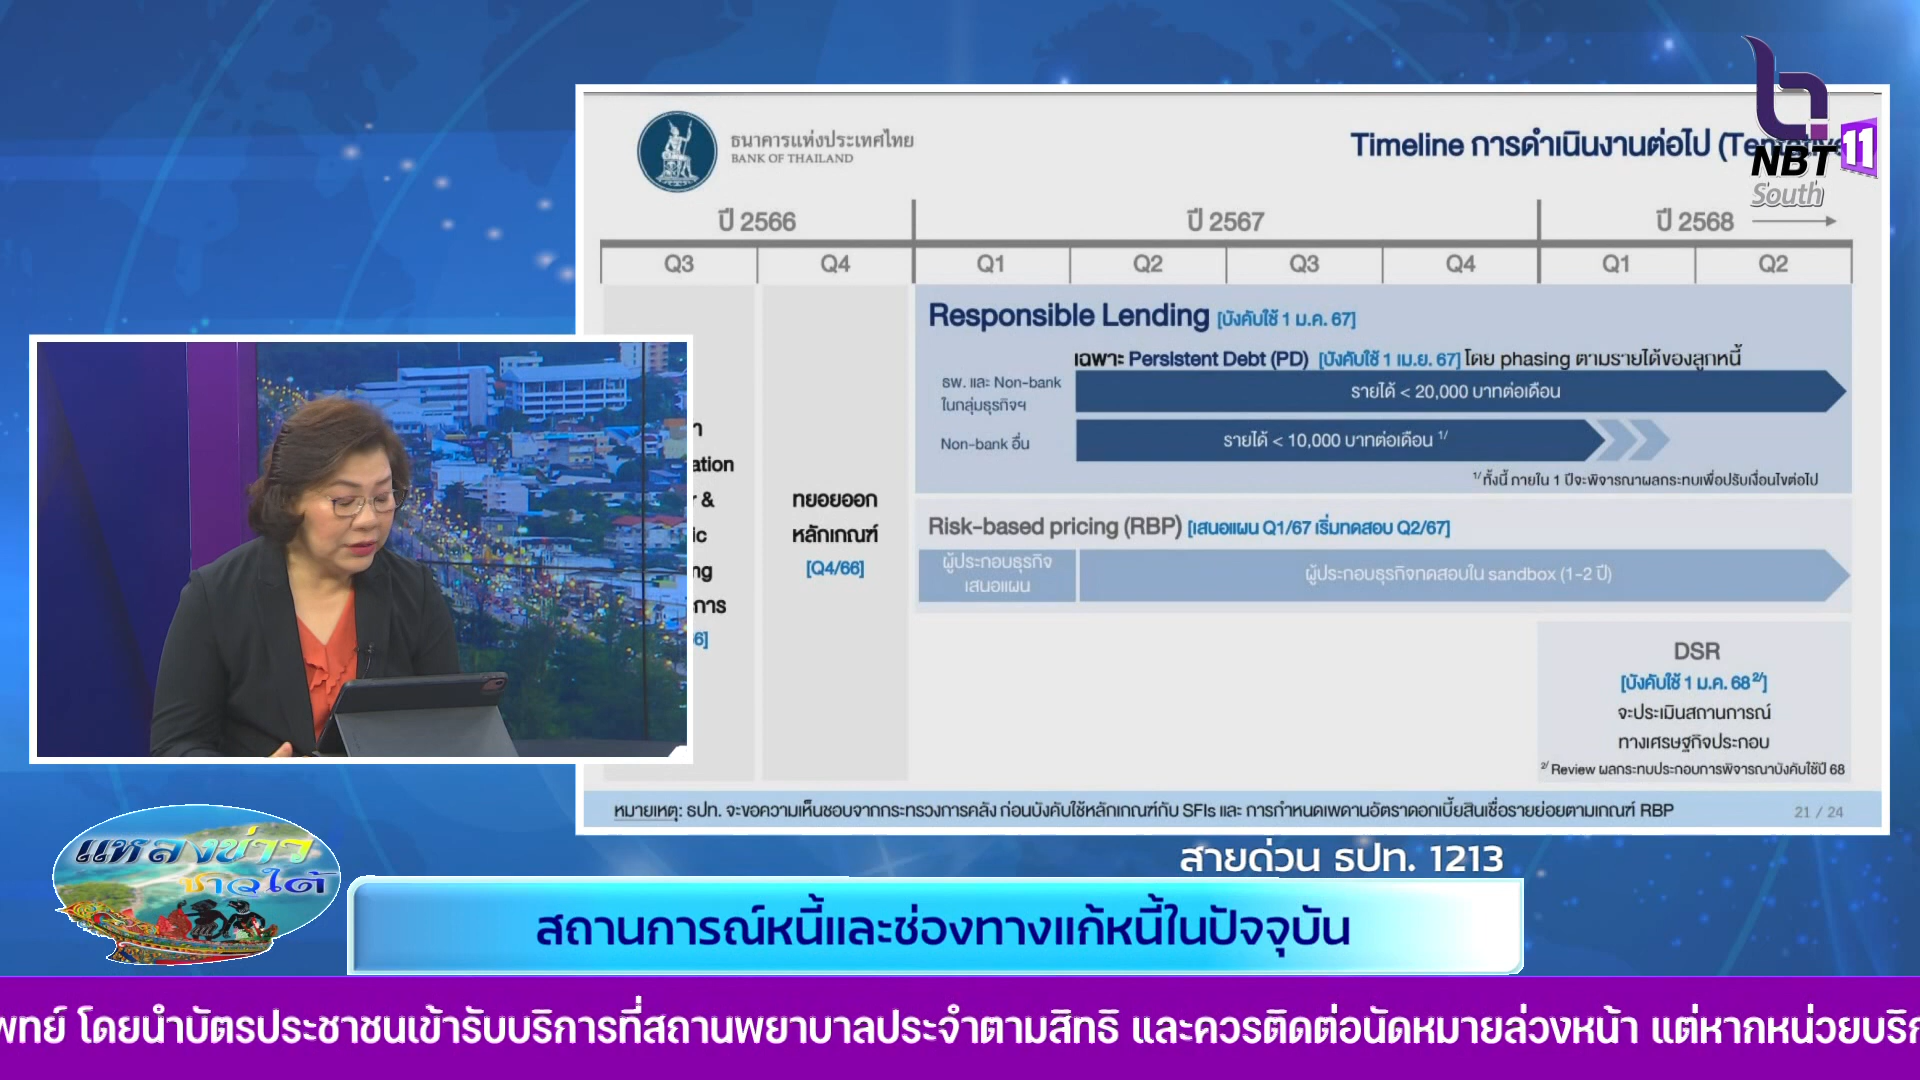 ธนาคารแห่งประเทศไทย
BANK OF THAILAND
Timeline การดำเนินงานต่อไป
NBT 11
South
ปี 2566
ปี 2567
ปี 2568
Q3 Q4 Q1 Q2 Q3 Q4 Q1 Q2
Responsible Lending [บังคับใช้ 1 ม.ค. 67]
เฉพาะ Persistent Debt (PD) [บังคับใช้ 1 เม.ย. 67] โดย phasing ตามรายได้ของลูกหนี้
ธพ. และ Non-bank
ในกลุ่มธุรกิจฯ
รายได้ < 20,000 บาทต่อเดือน
Non-bank อื่น
รายได้ < 10,000 บาทต่อเดือน 1/
1/ ทั้งนี้ ภายใน 1 ปีจะพิจารณาผลกระทบเพื่อปรับเงื่อนไขต่อไป
ทยอยออก
หลักเกณฑ์
[Q4/66]
Risk-based pricing (RBP) [เสนอแผน Q1/67 เริ่มทดสอบ Q2/67]
ผู้ประกอบธุรกิจ
เสนอแผน
ผู้ประกอบธุรกิจทดสอบใน sandbox (1-2 ปี)
DSR
[บังคับใช้ 1 ม.ค. 68 2/]
จะประเมินสถานการณ์
ทางเศรษฐกิจประกอบ
2/ Review ผลกระทบประกอบการพิจารณาบังคับใช้ปี 68
หมายเหตุ: ธปท. จะขอความเห็นชอบจากกระทรวงการคลัง ก่อนบังคับใช้หลักเกณฑ์กับ SFIs และ การกำหนดเพดานอัตราดอกเบี้ยสินเชื่อรายย่อยตามเกณฑ์ RBP
21 / 24
สายด่วน ธปท. 1213
แหลงข่าว
ชาวใต้
สถานการณ์หนี้และช่องทางแก้หนี้ในปัจจุบัน
พทย์ โดยนำบัตรประชาชนเข้ารับบริการที่สถานพยาบาลประจำตามสิทธิ และควรติดต่อนัดหมายล่วงหน้า แต่หากหน่วยบริก